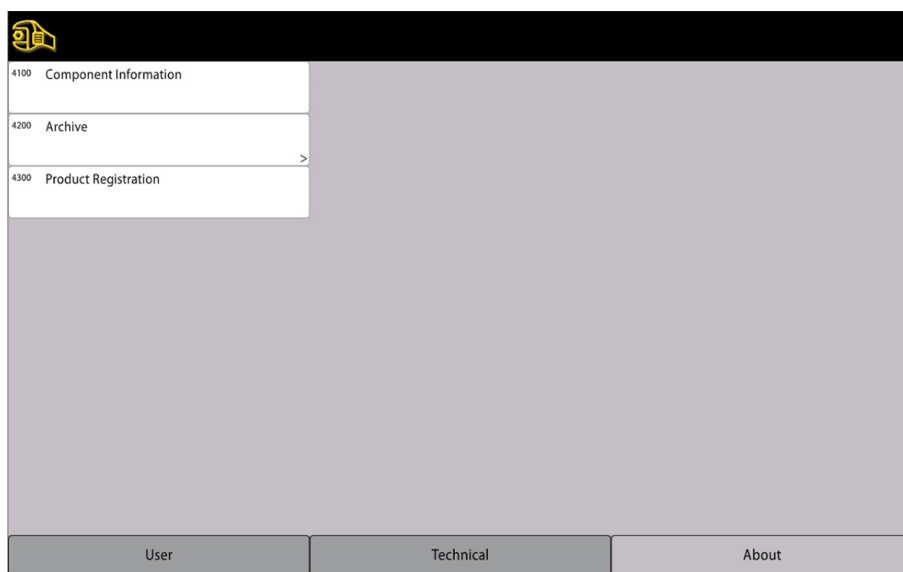 4100 Component Information
4200 Archive
>
4300 Product Registration
User Technical About